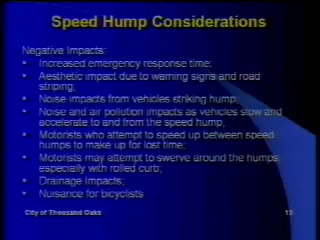 Speed Hump Considerations
Negative Impacts:
• Increased emergency response time;
• Aesthetic impact due to warning signs and road
striping;
• Noise impacts from vehicles striking hump;
• Noise and air pollution impacts as vehicles slow and
accelerate to and from the speed hump;
• Motorists who attempt to speed up between speed
humps to make up for lost time;
• Motorists may attempt to swerve around the humps
especially with rolled curb;
• Drainage Impacts;
• Nuisance for bicyclists
City of Thousand Oaks
13